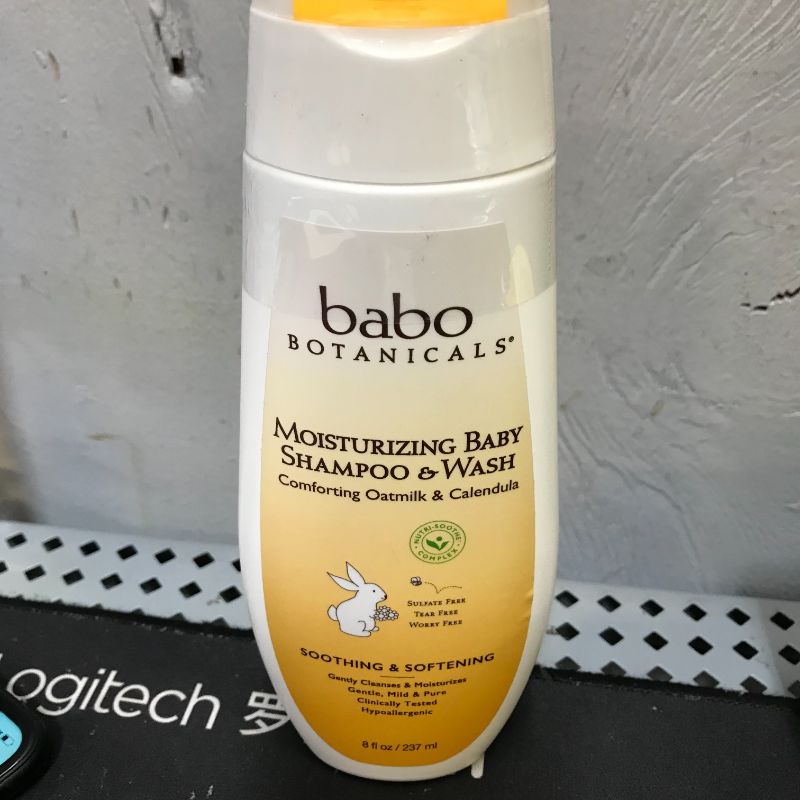 babo
BOTANICALS®
MOISTURIZING BABY
SHAMPOO & WASH
Comforting Oatmilk & Calendula
NUTRI-SOOTHE
COMPLEX
SULFATE FREE
TEAR FREE
WORRY FREE
SOOTHING & SOFTENING
Gently Cleanses & Moisturizes
Gentle, Mild & Pure
Clinically Tested
Hypoallergenic
8 fl oz / 237 ml
Logitech 罗